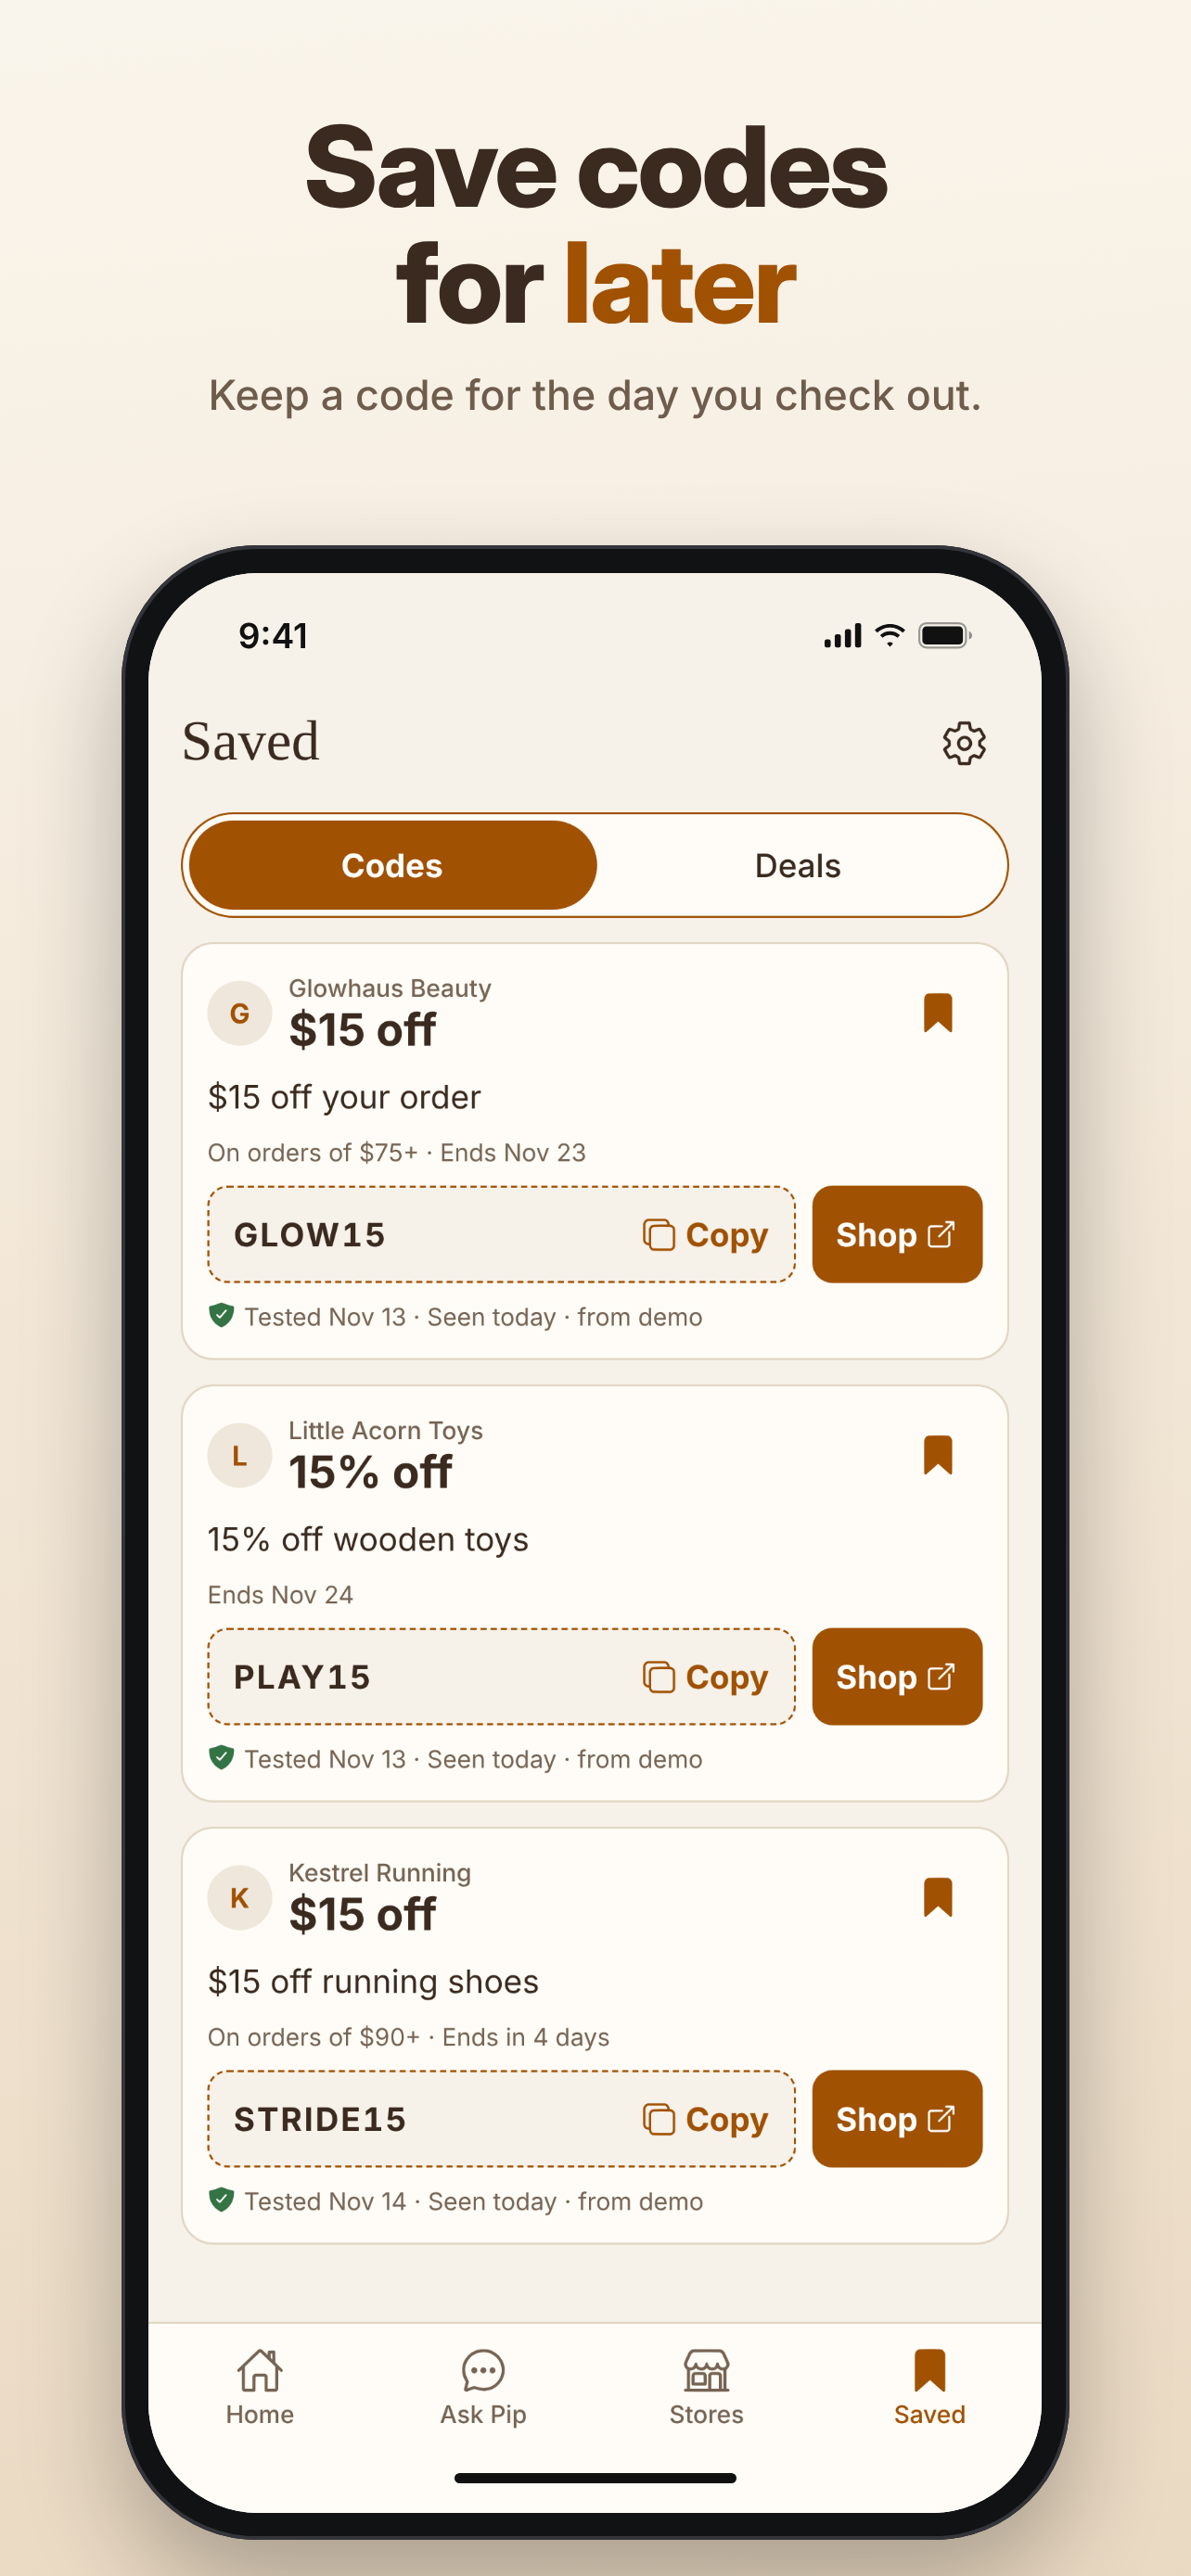 Save codes
for later
Keep a code for the day you check out.
9:41
Saved
Codes
Deals
G
Glowhaus Beauty
$15 off
$15 off your order
On orders of $75+ · Ends Nov 23
GLOW15
Copy
Shop
Tested Nov 13 · Seen today · from demo
L
Little Acorn Toys
15% off
15% off wooden toys
Ends Nov 24
PLAY15
Copy
Shop
Tested Nov 13 · Seen today · from demo
K
Kestrel Running
$15 off
$15 off running shoes
On orders of $90+ · Ends in 4 days
STRIDE15
Copy
Shop
Tested Nov 14 · Seen today · from demo
Home
Ask Pip
Stores
Saved